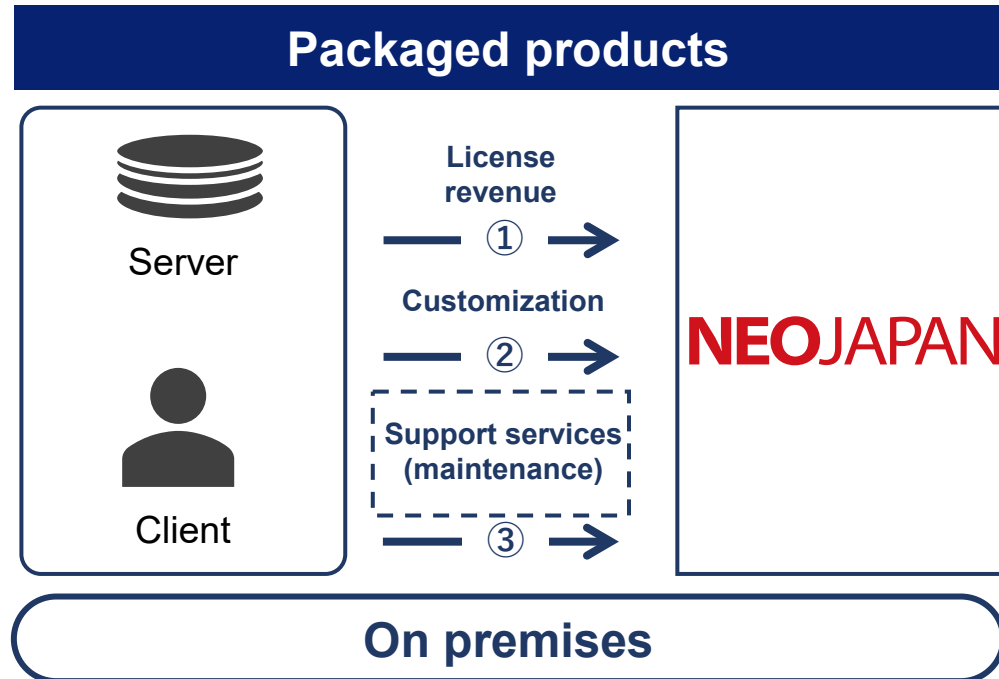 Packaged products
Server
Client
License
revenue
①
Customization
②
Support services
(maintenance)
③
NEOJAPAN
On premises